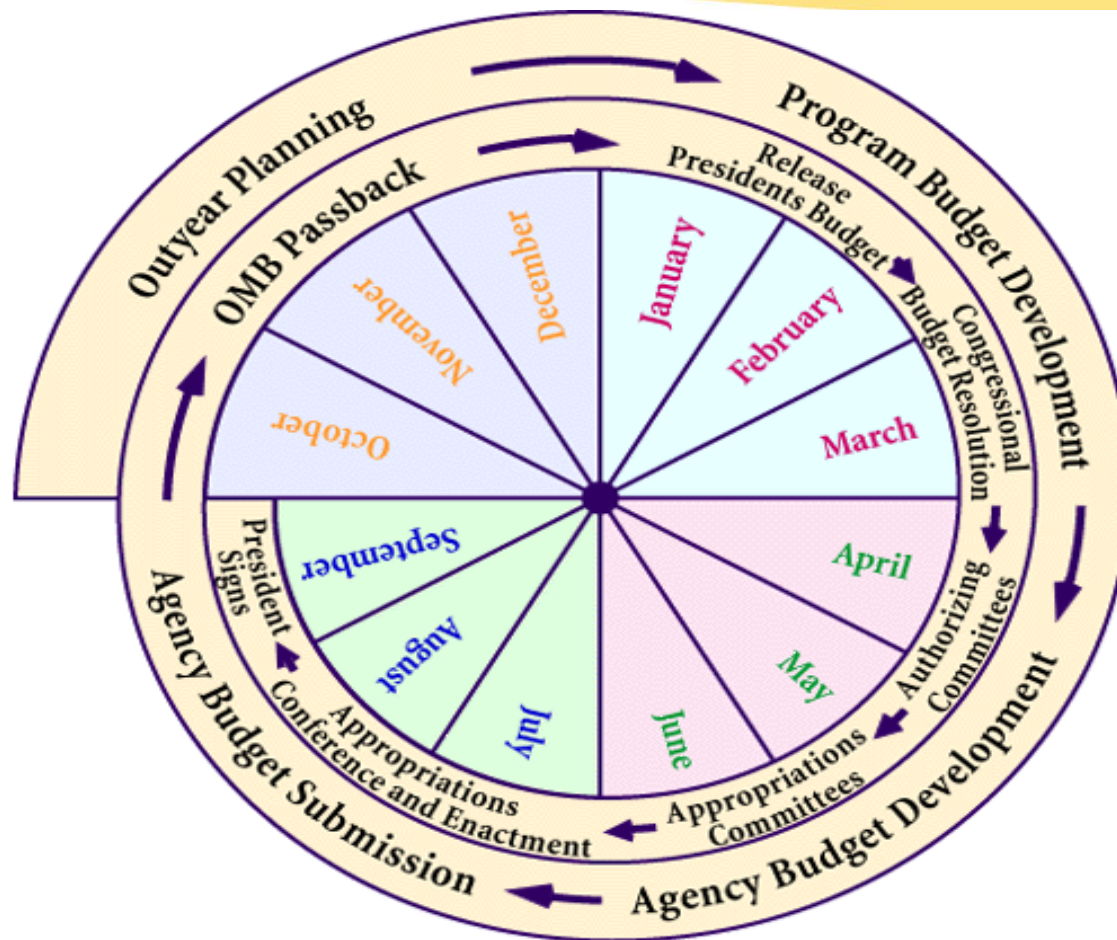 Outyear Planning
Program Budget Development
Agency Budget Development
Agency Budget Submission
OMB Passback
Release
Presidents Budget
Congressional
Budget Resolution
Authorizing
Committees
Appropriations
Committees
Appropriations
Conference and Enactment
President
Signs
January
February
March
April
May
June
July
August
September
October
November
December